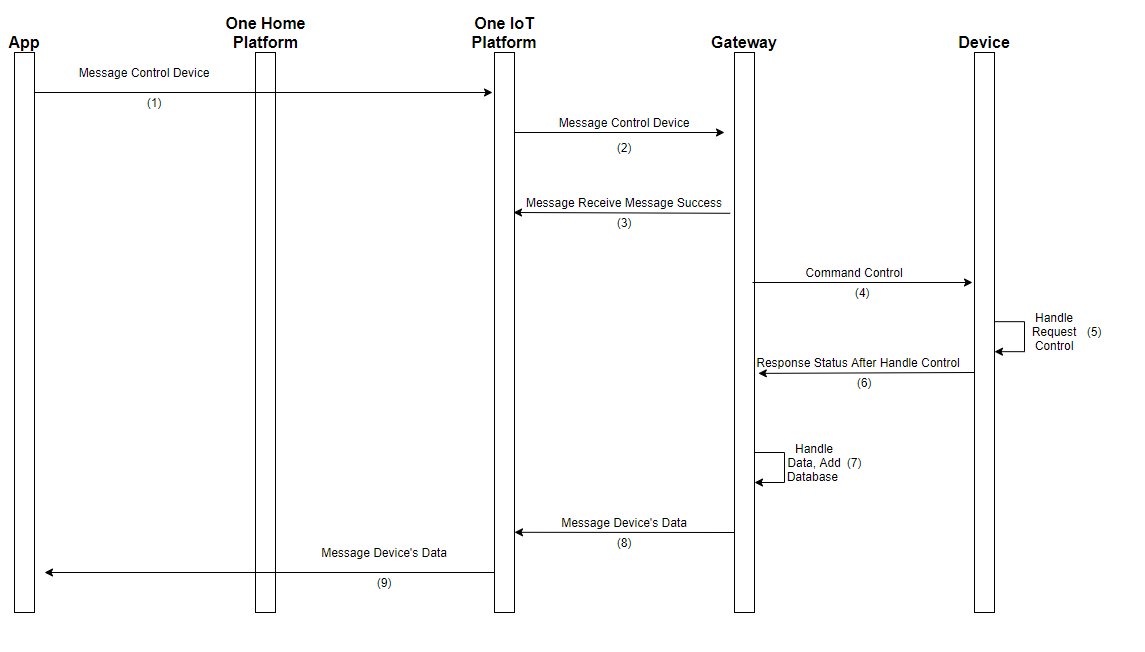 App
One Home
Platform
One IoT
Platform
Gateway
Device
Message Control Device
(1)
Message Control Device
(2)
Message Receive Message Success
(3)
Command Control
(4)
Handle
Request (5)
Control
Response Status After Handle Control
(6)
Handle
Data, Add (7)
Database
Message Device's Data
(8)
Message Device's Data
(9)